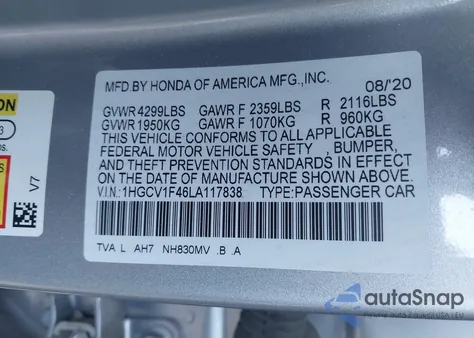 MFD.BY HONDA OF AMERICA MFG.,INC.
08/'20
GVWR 4299LBS GAWR F 2359LBS R 2116LBS
GVWR 1950KG GAWR F 1070KG R 960KG
THIS VEHICLE CONFORMS TO ALL APPLICABLE
FEDERAL MOTOR VEHICLE SAFETY , BUMPER,
AND THEFT PREVENTION STANDARDS IN EFFECT
ON THE DATE OF MANUFACTURE SHOWN ABOVE.
V.I.N.:1HGCV1F46LA117838 TYPE:PASSENGER CAR
TVA L AH7 NH830MV .B .A
ON
3
s.
V7
autoSnap